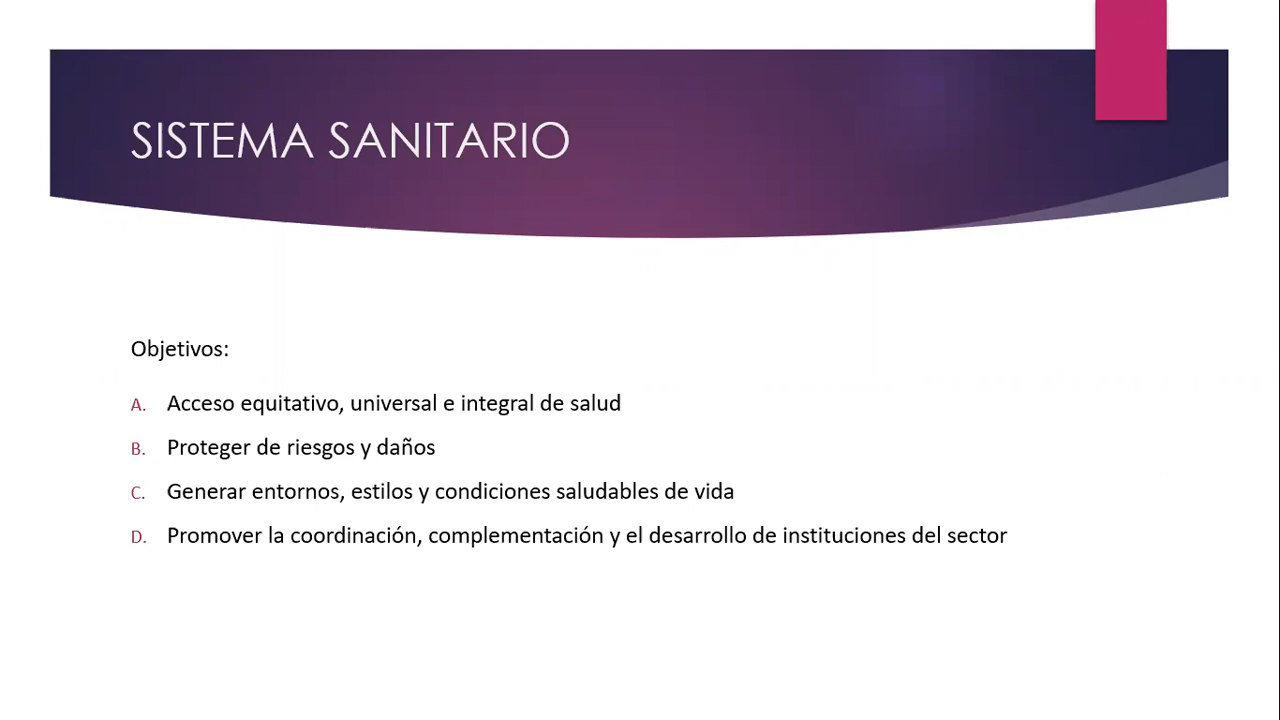 SISTEMA SANITARIO
Objetivos:
A. Acceso equitativo, universal e integral de salud
B. Proteger de riesgos y daños
C. Generar entornos, estilos y condiciones saludables de vida
D. Promover la coordinación, complementación y el desarrollo de instituciones del sector